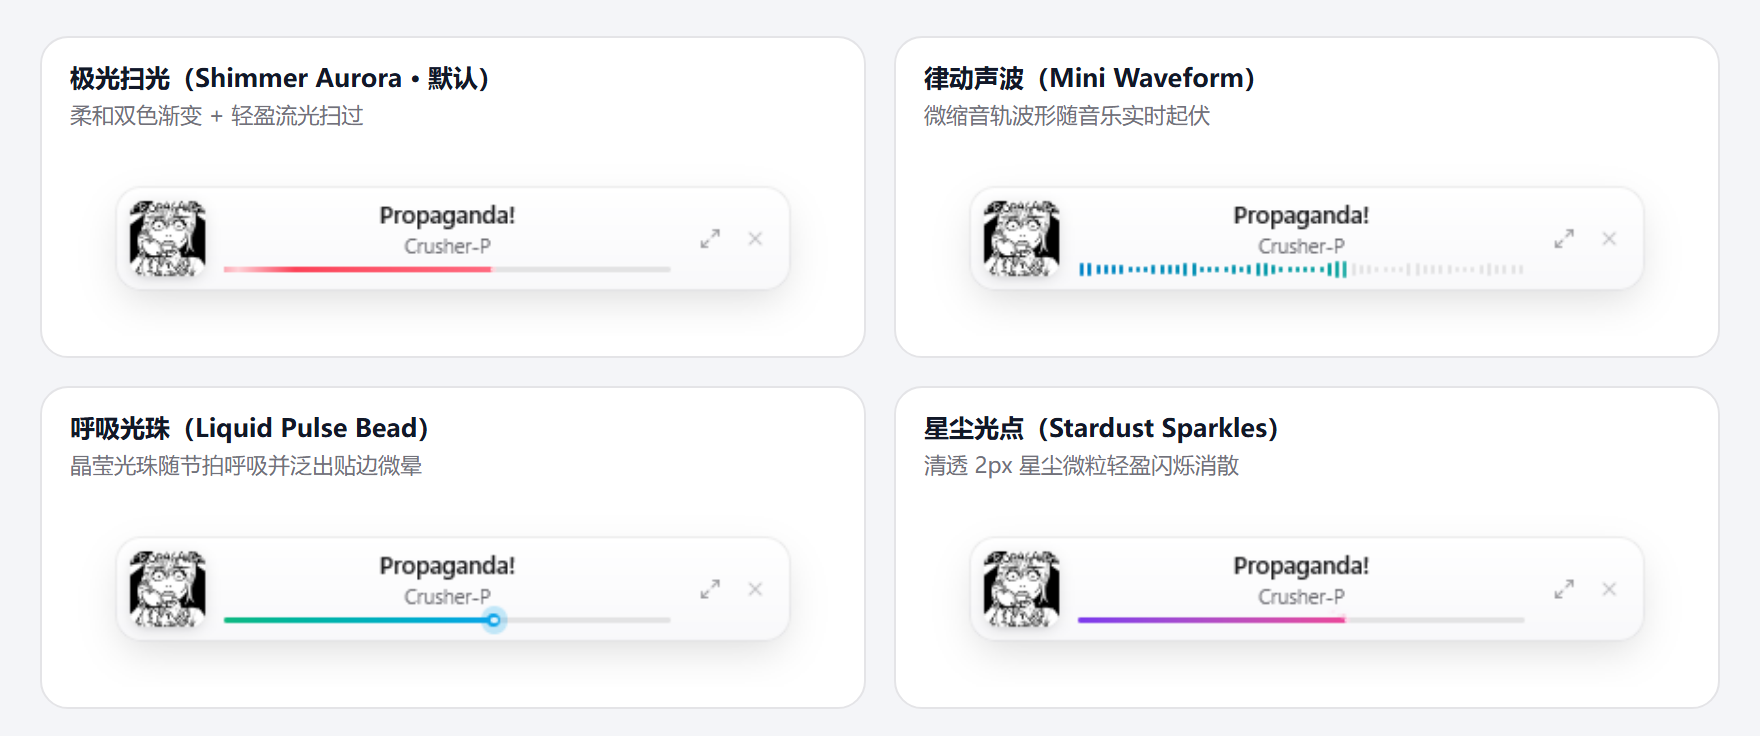 极光扫光（Shimmer Aurora • 默认）
柔和双色渐变 + 轻盈流光扫过
Propaganda!
Crusher-P
律动声波（Mini Waveform）
微缩音轨波形随音乐实时起伏
Propaganda!
Crusher-P
呼吸光珠（Liquid Pulse Bead）
晶莹光珠随节拍呼吸并泛出贴边微晕
Propaganda!
Crusher-P
星尘光点（Stardust Sparkles）
清透 2px 星尘微粒轻盈闪烁消散
Propaganda!
Crusher-P